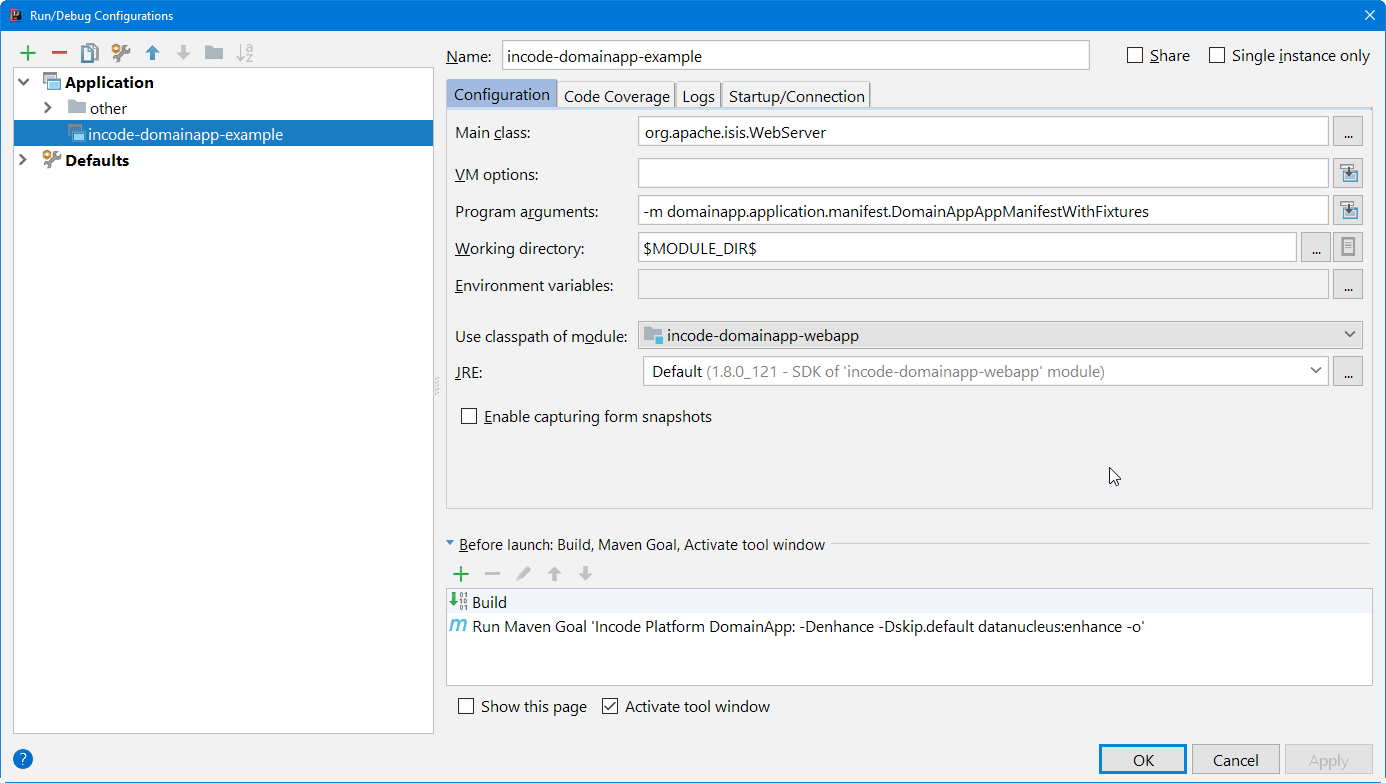 Run/Debug Configurations
Application
other
incode-domainapp-example
Defaults
Name: incode-domainapp-example Share Single instance only
Configuration Code Coverage Logs Startup/Connection
Main class: org.apache.isis.WebServer ...
VM options:
Program arguments: -m domainapp.application.manifest.DomainAppAppManifestWithFixtures
Working directory: $MODULE_DIR$ ...
Environment variables: ...
Use classpath of module: incode-domainapp-webapp
JRE: Default (1.8.0_121 - SDK of 'incode-domainapp-webapp' module) ...
Enable capturing form snapshots
Before launch: Build, Maven Goal, Activate tool window
Build
Run Maven Goal 'Incode Platform DomainApp: -Denhance -Dskip.default datanucleus:enhance -o'
Show this page Activate tool window
? OK Cancel Apply